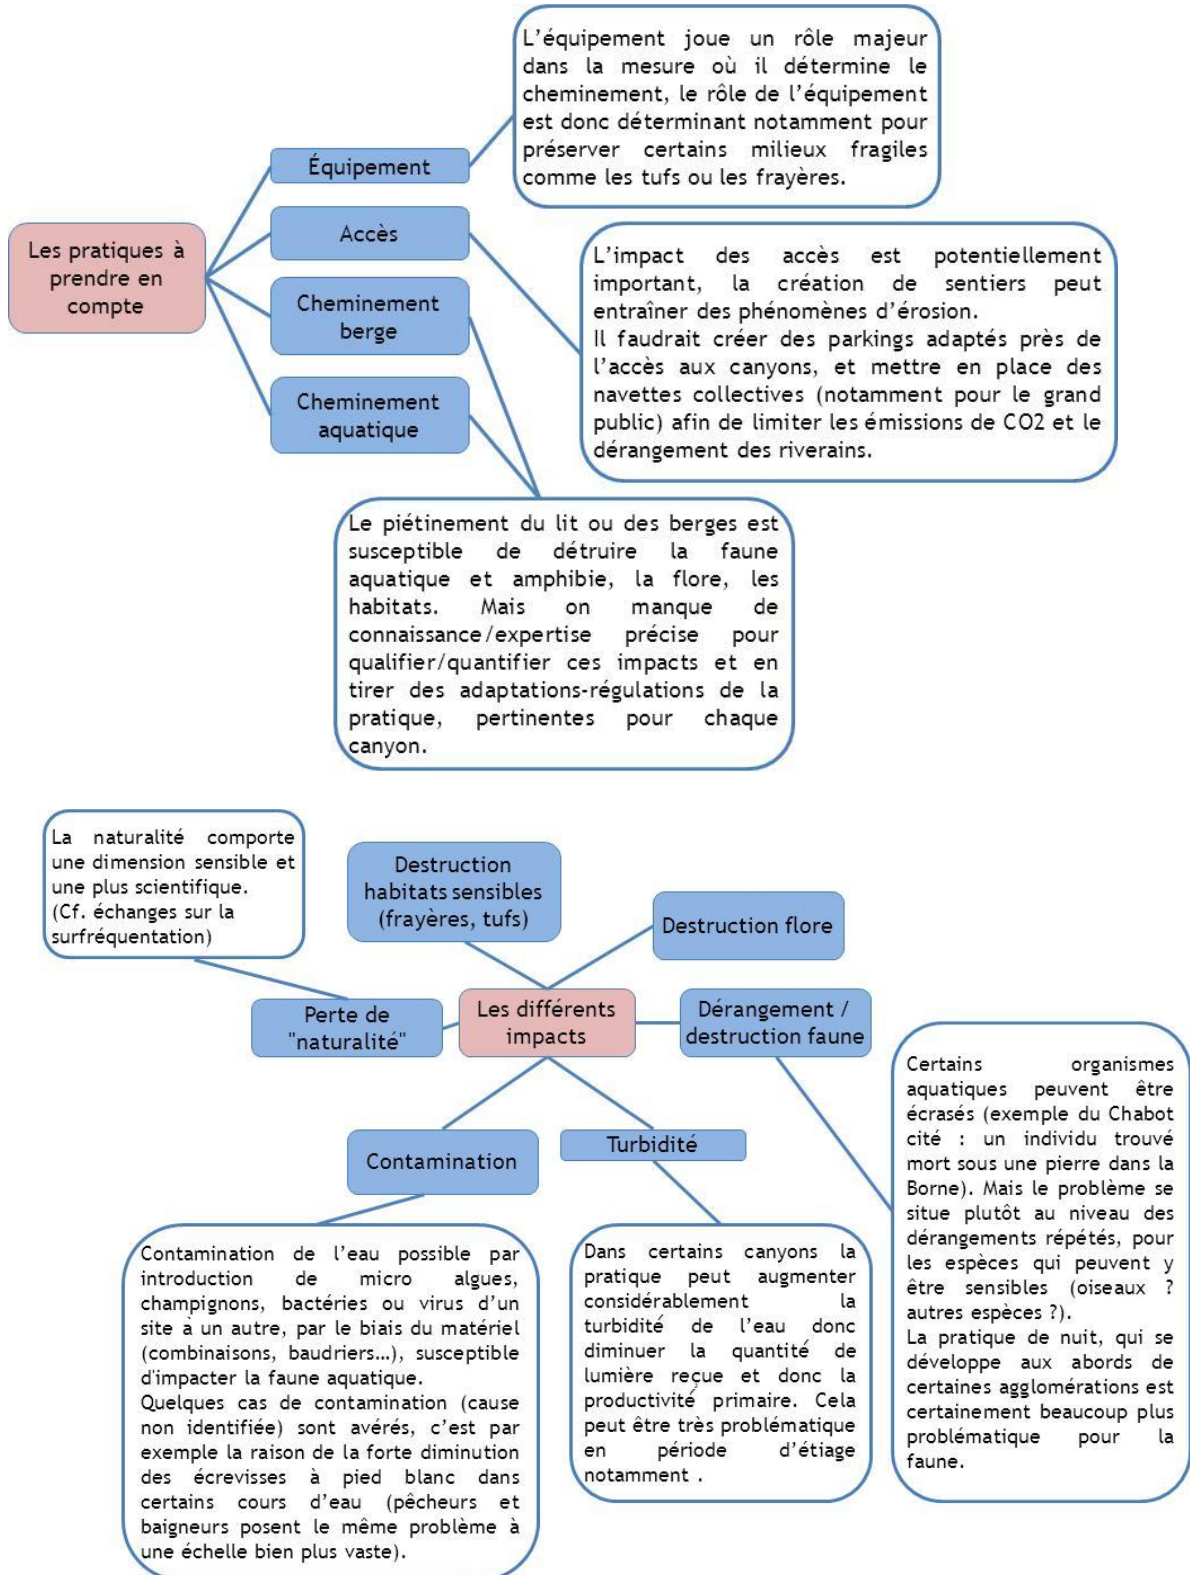 L'équipement joue un rôle majeur
dans la mesure où il détermine le
cheminement, le rôle de l'équipement
est donc déterminant notamment pour
préserver certains milieux fragiles
comme les tufs ou les frayères.
Équipement
Accès
Les pratiques à
prendre en
compte
Cheminement
berge
Cheminement
aquatique
L'impact des accès est potentiellement
important, la création de sentiers peut
entraîner des phénomènes d'érosion.
Il faudrait créer des parkings adaptés près de
l'accès aux canyons, et mettre en place des
navettes collectives (notamment pour le grand
public) afin de limiter les émissions de CO2 et le
dérangement des riverains.
Le piétinement du lit ou des berges est
susceptible de détruire la faune
aquatique et amphibie, la flore, les
habitats. Mais on manque de
connaissance/expertise précise pour
qualifier/quantifier ces impacts et en
tirer des adaptations-régulations de la
pratique, pertinentes pour chaque
canyon.
La naturalité comporte
une dimension sensible et
une plus scientifique.
(Cf. échanges sur la
surfréquentation)
Destruction
habitats sensibles
(frayères, tufs)
Destruction flore
Perte de
"naturalité"
Les différents
impacts
Dérangement /
destruction faune
Contamination
Turbidité
Certains organismes
aquatiques peuvent être
écrasés (exemple du Chabot
cité : un individu trouvé
mort sous une pierre dans la
Borne). Mais le problème se
situe plutôt au niveau des
dérangements répétés, pour
les espèces qui peuvent y
être sensibles (oiseaux ?
autres espèces ?).
La pratique de nuit, qui se
développe aux abords de
certaines agglomérations est
certainement beaucoup plus
problématique pour la
faune.
Contamination de l'eau possible par
introduction de micro algues,
champignons, bactéries ou virus d'un
site à un autre, par le biais du matériel
(combinaisons, baudriers…), susceptible
d'impacter la faune aquatique.
Quelques cas de contamination (cause
non identifiée) sont avérés, c'est par
exemple la raison de la forte diminution
des écrevisses à pied blanc dans
certains cours d'eau (pêcheurs et
baigneurs posent le même problème à
une échelle bien plus vaste).
Dans certains canyons la
pratique peut augmenter
considérablement la
turbidité de l'eau donc
diminuer la quantité de
lumière reçue et donc la
productivité primaire. Cela
peut être très problématique
en période d'étiage
notamment .